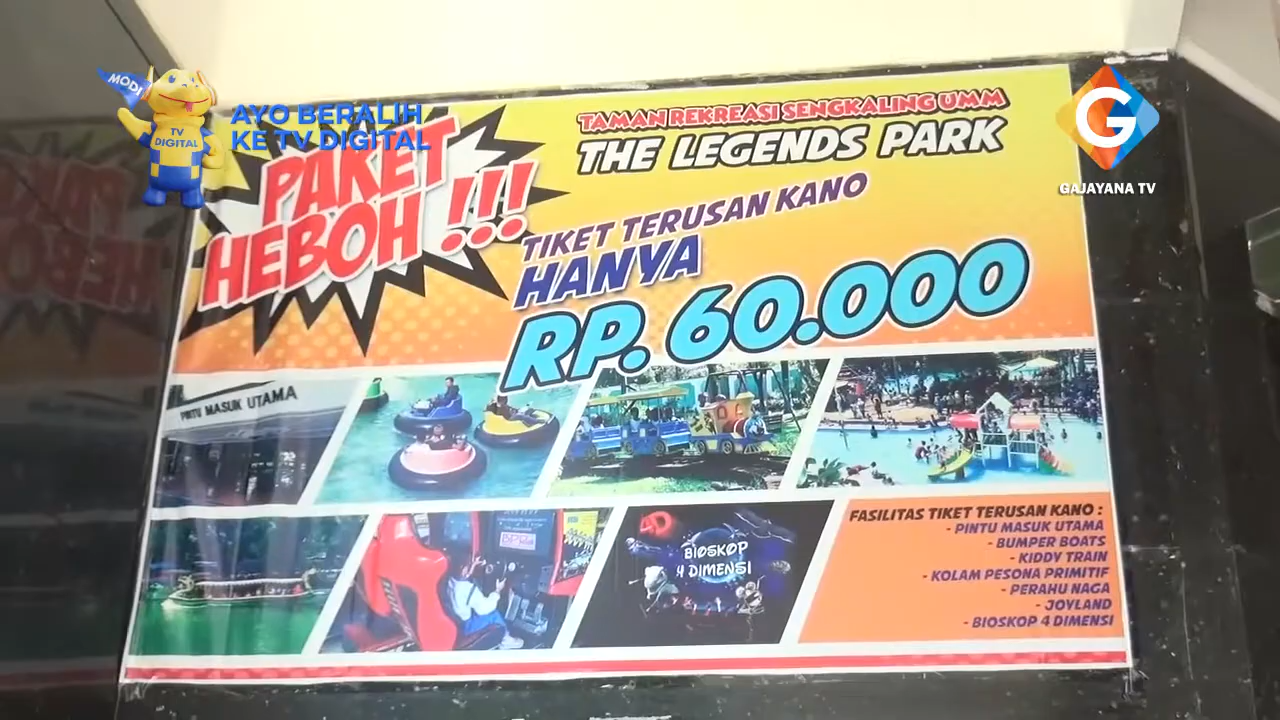 MODI
TV
DIGITAL
AYO BERALIH
KE TV DIGITAL
G
GAJAYANA TV
PAKET
HEBOH !!!
TAMAN REKREASI SENGKALING UMM
THE LEGENDS PARK
TIKET TERUSAN KANO
HANYA
RP. 60.000
PINTU MASUK UTAMA
4D
BIOSKOP
4 DIMENSI
FASILITAS TIKET TERUSAN KANO :
- PINTU MASUK UTAMA
- BUMPER BOATS
- KIDDY TRAIN
- KOLAM PESONA PRIMITIF
- PERAHU NAGA
- JOYLAND
- BIOSKOP 4 DIMENSI